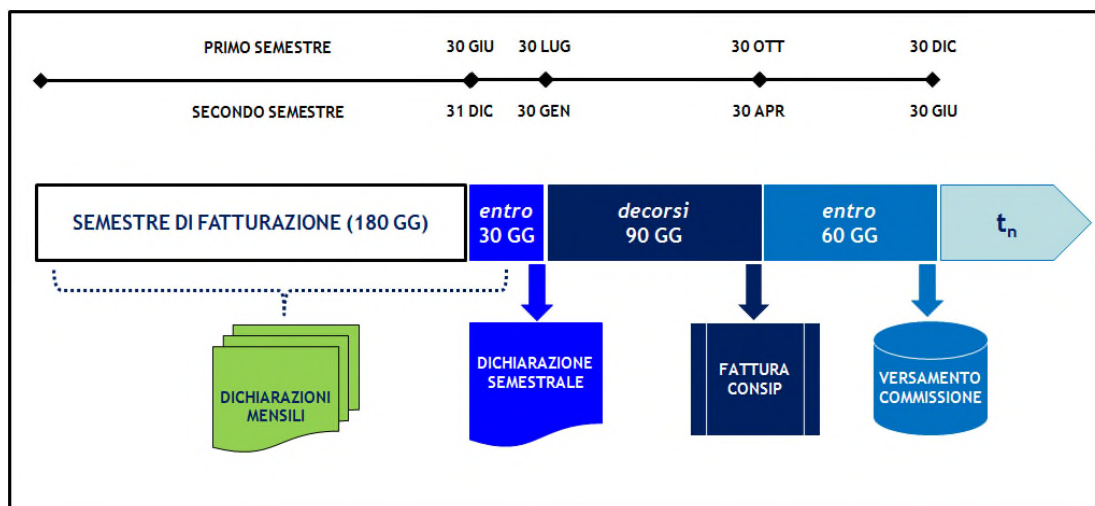 PRIMO SEMESTRE 30 GIU 30 LUG 30 OTT 30 DIC
SECONDO SEMESTRE 31 DIC 30 GEN 30 APR 30 GIU
SEMESTRE DI FATTURAZIONE (180 GG)
entro
30 GG
decorsi
90 GG
entro
60 GG
tn
DICHIARAZIONI
MENSILI
DICHIARAZIONE
SEMESTRALE
FATTURA
CONSIP
VERSAMENTO
COMMISSIONE